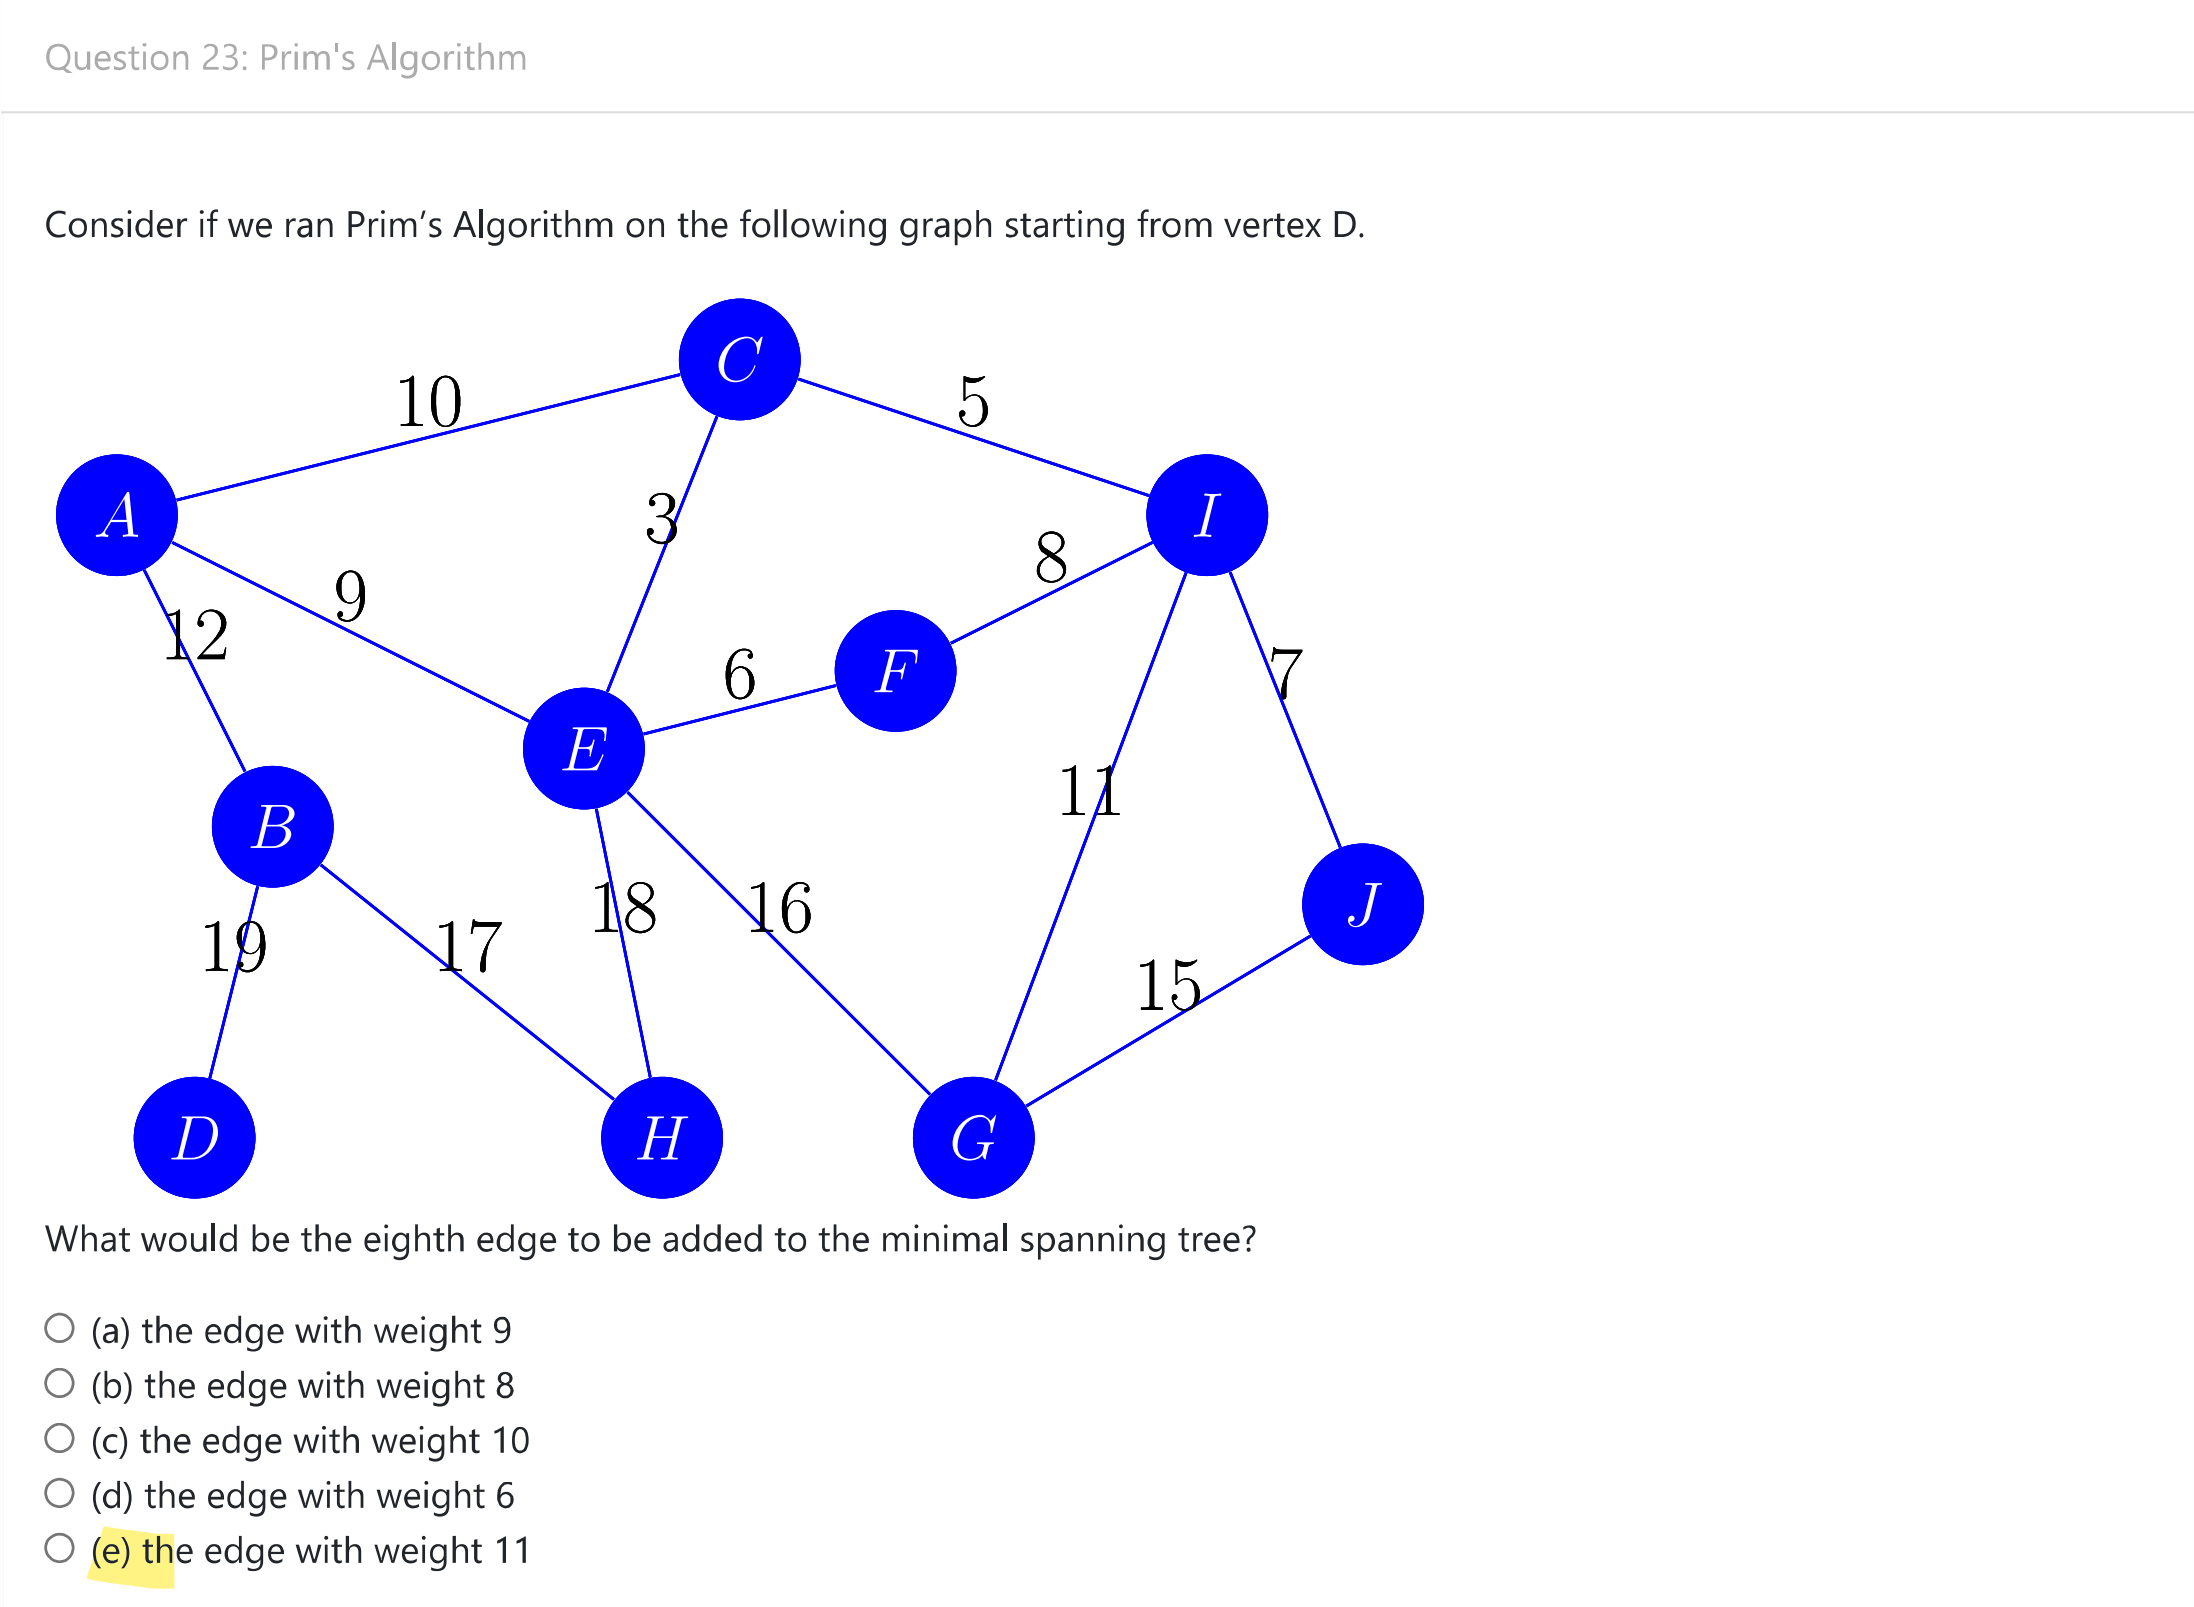 Question 23: Prim's Algorithm
Consider if we ran Prim’s Algorithm on the following graph starting from vertex D.
C
10
5
A
I
3
8
9
12
6
F
7
E
11
B
J
18
16
19
17
15
D
H
G
What would be the eighth edge to be added to the minimal spanning tree?
(a) the edge with weight 9
(b) the edge with weight 8
(c) the edge with weight 10
(d) the edge with weight 6
(e) the edge with weight 11